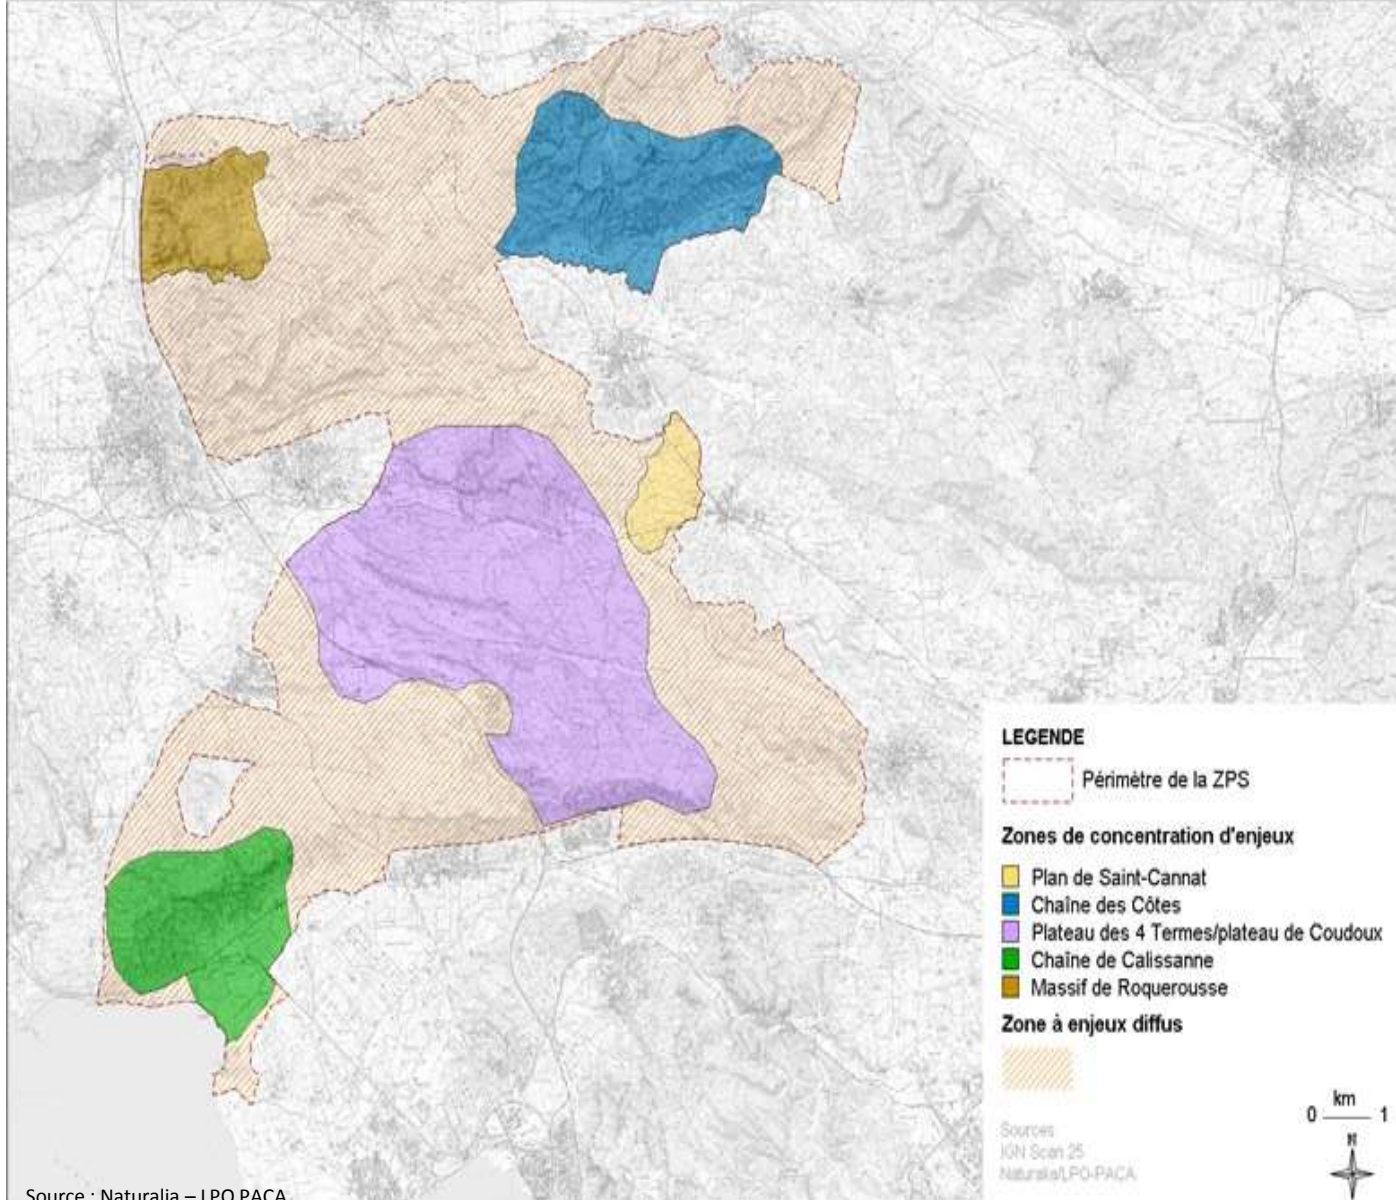 LEGENDE
Périmètre de la ZPS
Zones de concentration d'enjeux
Plan de Saint-Cannat
Chaîne des Côtes
Plateau des 4 Termes/plateau de Coudoux
Chaîne de Calissanne
Massif de Roquerousse
Zone à enjeux diffus
km
0 1
N
Sources
IGN Scan 25
Naturalia/LPO-PACA
Source : Naturalia – LPO PACA